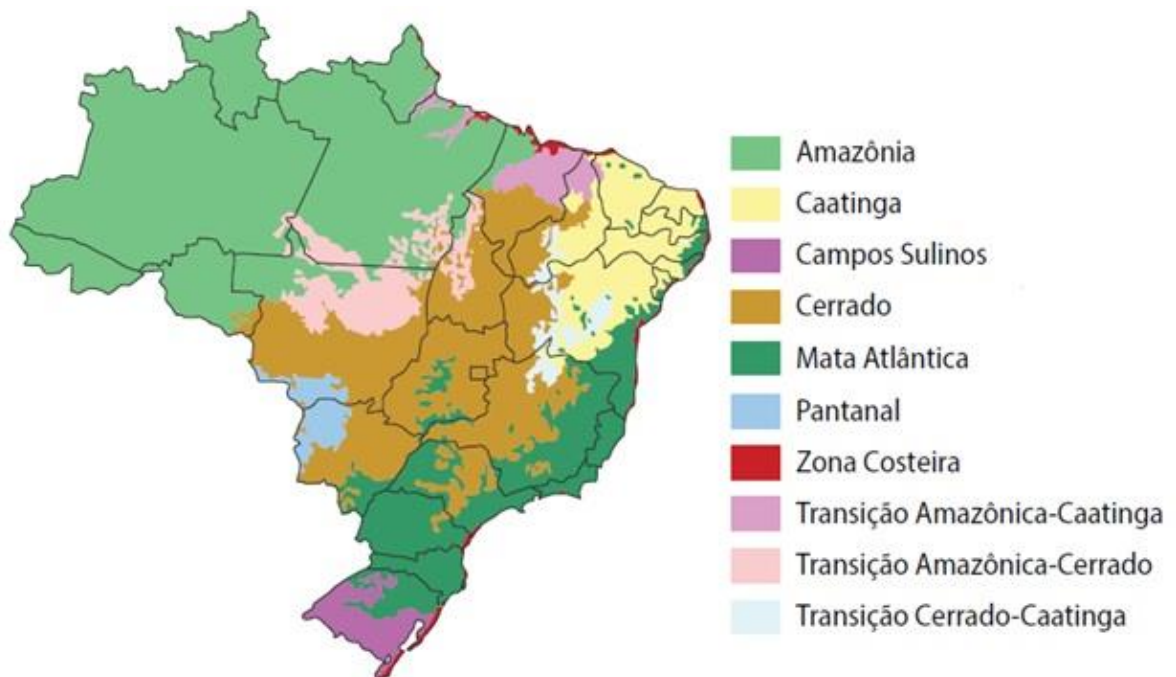 Amazônia
Caatinga
Campos Sulinos
Cerrado
Mata Atlântica
Pantanal
Zona Costeira
Transição Amazônica-Caatinga
Transição Amazônica-Cerrado
Transição Cerrado-Caatinga